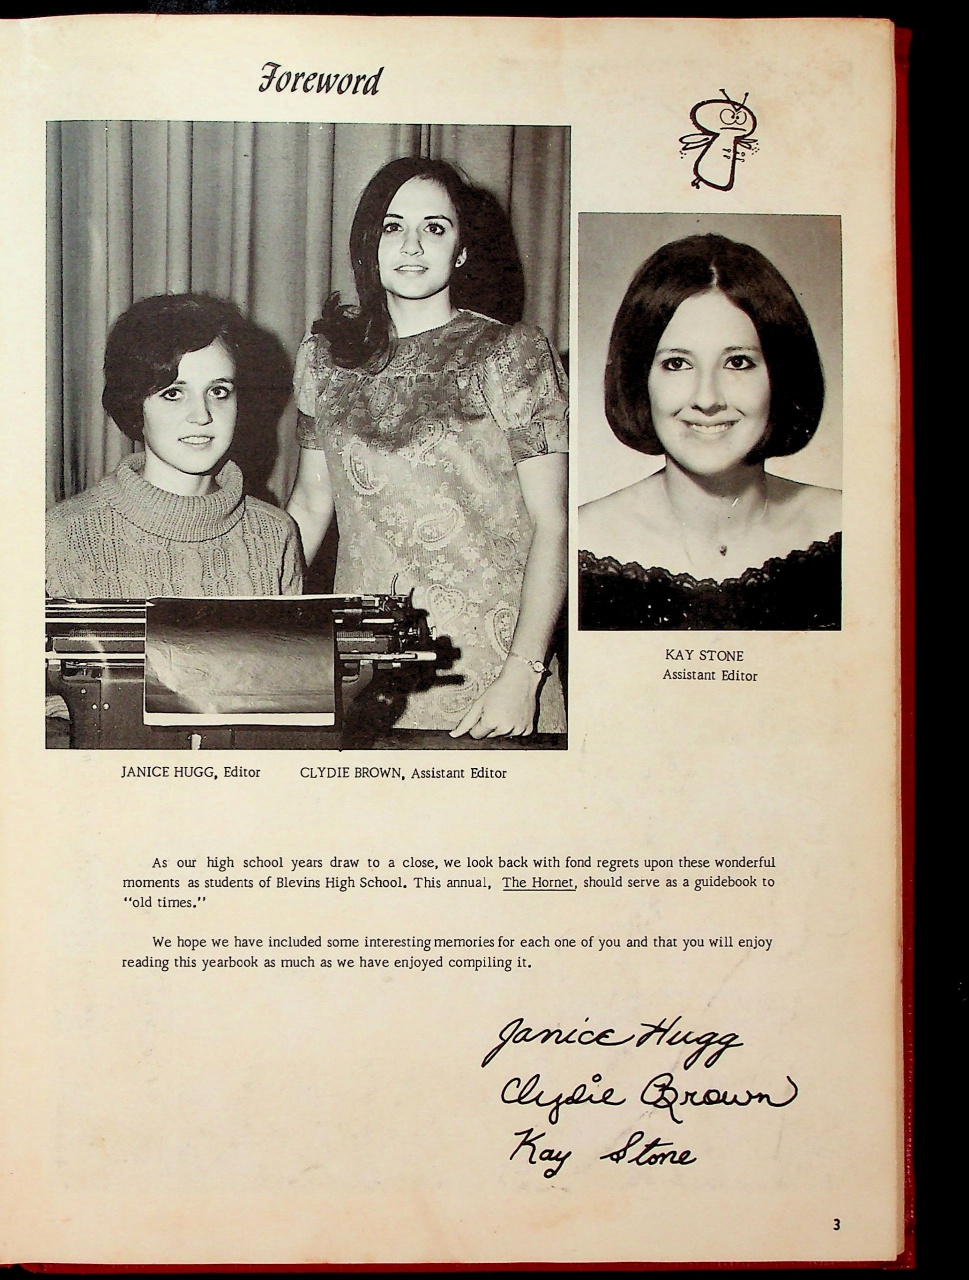 Foreword
KAY STONE
Assistant Editor
JANICE HUGG, Editor CLYDIE BROWN, Assistant Editor
As our high school years draw to a close, we look back with fond regrets upon these wonderful
moments as students of Blevins High School. This annual, The Hornet, should serve as a guidebook to
"old times."
We hope we have included some interesting memories for each one of you and that you will enjoy
reading this yearbook as much as we have enjoyed compiling it.
Janice Hugg
Clydie Brown
Kay Stone
3